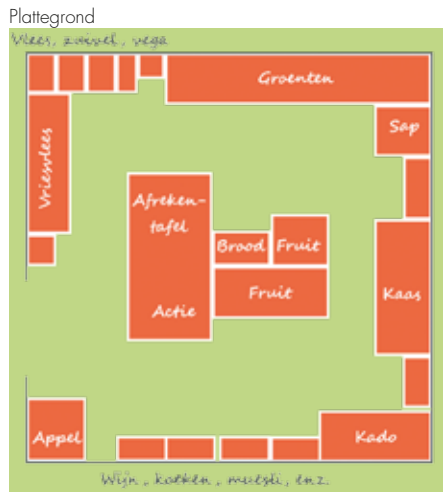 Plattegrond
Vlees, zuivel, vega
Groenten
Sap
Vriesvlees
Afreken-
tafel
Brood
Fruit
Fruit
Actie
Kaas
Appel
Kado
Wijn, koeken, muesli, enz.